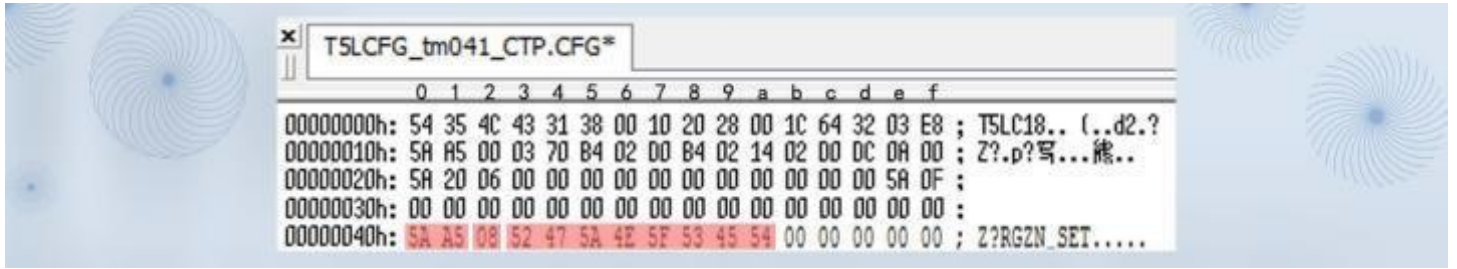 ×
T5LCFG_tm041_CTP.CFG*
0 1 2 3 4 5 6 7 8 9 a b c d e f
00000000h: 54 35 4C 43 31 38 00 10 20 28 00 1C 64 32 03 E8 ; T5LC18.. (..d2.?
00000010h: 5A A5 00 03 70 B4 02 00 B4 02 14 02 00 DC 0A 00 ; Z?.p?写...艂..
00000020h: 5A 20 06 00 00 00 00 00 00 00 00 00 00 00 5A 0F ;
00000030h: 00 00 00 00 00 00 00 00 00 00 00 00 00 00 00 00 ;
00000040h: 5A A5 08 52 47 5A 4E 5F 53 45 54 00 00 00 00 00 ; Z?RGZN_SET.....